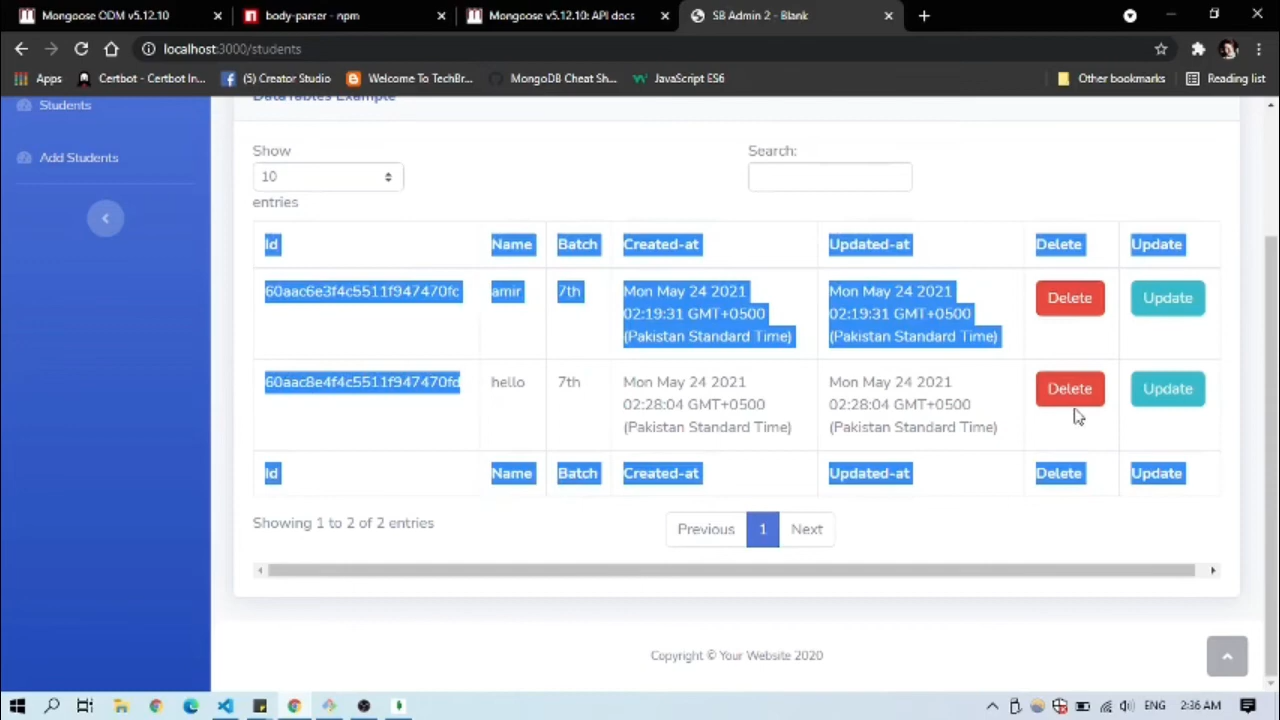 Mongoose ODM v5.12.10
body-parser - npm
Mongoose v5.12.10: API docs
SB Admin 2 - Blank
localhost:3000/students
Apps
Certbot - Certbot In...
(5) Creator Studio
Welcome To TechBr...
MongoDB Cheat Sh...
JavaScript ES6
Other bookmarks
Reading list
Students
DataTables Example
Add Students
Show
10
entries
Search:
Id Name Batch Created-at Updated-at Delete Update
60aac6e3f4c5511f947470fc amir 7th Mon May 24 2021 Mon May 24 2021 Delete Update
02:19:31 GMT+0500 02:19:31 GMT+0500
(Pakistan Standard Time) (Pakistan Standard Time)
60aac8e4f4c5511f947470fd hello 7th Mon May 24 2021 Mon May 24 2021 Delete Update
02:28:04 GMT+0500 02:28:04 GMT+0500
(Pakistan Standard Time) (Pakistan Standard Time)
Id Name Batch Created-at Updated-at Delete Update
Showing 1 to 2 of 2 entries
Previous 1 Next
Copyright © Your Website 2020
ENG 2:36 AM